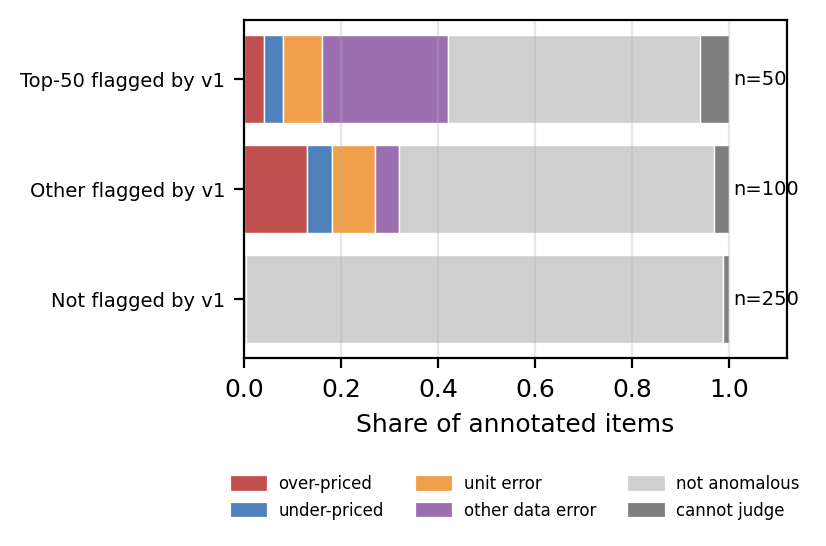 Top-50 flagged by v1
n=50
Other flagged by v1
n=100
Not flagged by v1
n=250
0.0 0.2 0.4 0.6 0.8 1.0
Share of annotated items
over-priced unit error not anomalous
under-priced other data error cannot judge